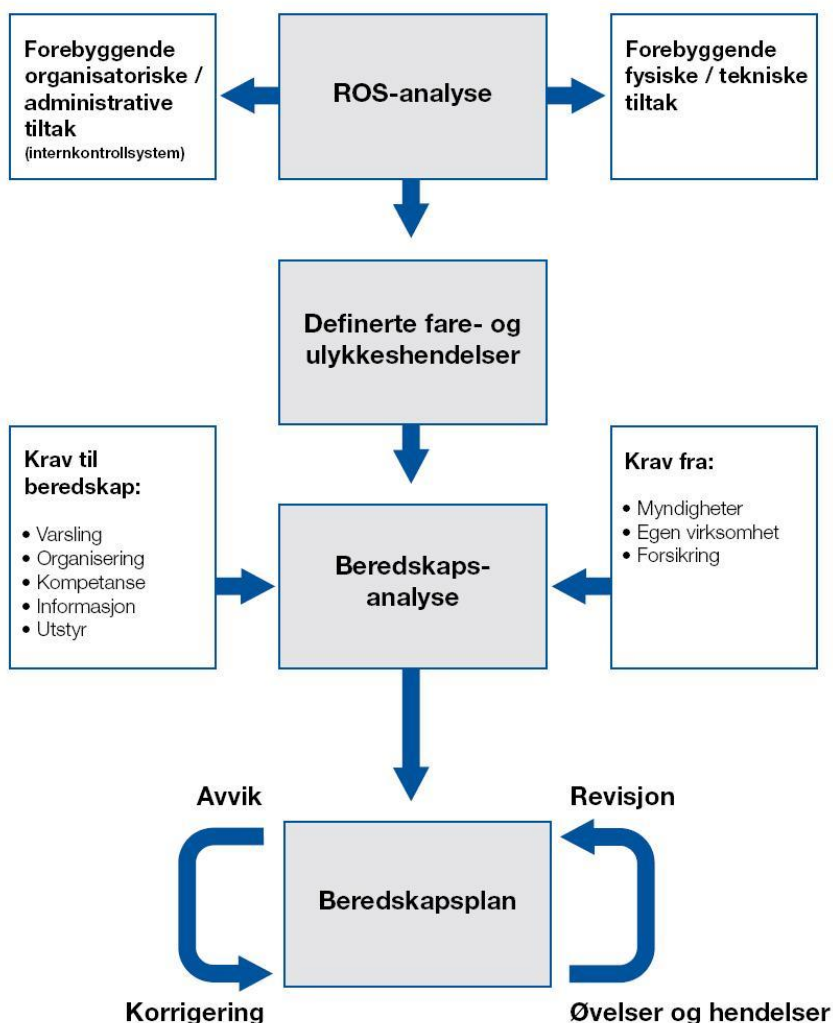 Forebyggende
organisatoriske /
administrative
tiltak
(internkontrollsystem)
ROS-analyse
Forebyggende
fysiske / tekniske
tiltak
Definerte fare- og
ulykkeshendelser
Krav til
beredskap:
• Varsling
• Organisering
• Kompetanse
• Informasjon
• Utstyr
Beredskaps-
analyse
Krav fra:
• Myndigheter
• Egen virksomhet
• Forsikring
Avvik
Revisjon
Beredskapsplan
Korrigering
Øvelser og hendelser